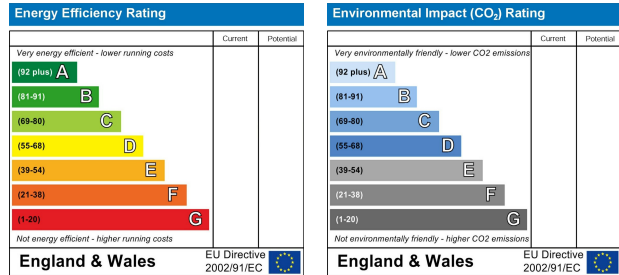 Energy Efficiency Rating
Current Potential
Very energy efficient - lower running costs
(92 plus) A
(81-91) B
(69-80) C
(55-68) D
(39-54) E
(21-38) F
(1-20) G
Not energy efficient - higher running costs
England & Wales
EU Directive
2002/91/EC
Environmental Impact (CO₂) Rating
Current Potential
Very environmentally friendly - lower CO2 emissions
(92 plus) A
(81-91) B
(69-80) C
(55-68) D
(39-54) E
(21-38) F
(1-20) G
Not environmentally friendly - higher CO2 emissions
England & Wales
EU Directive
2002/91/EC